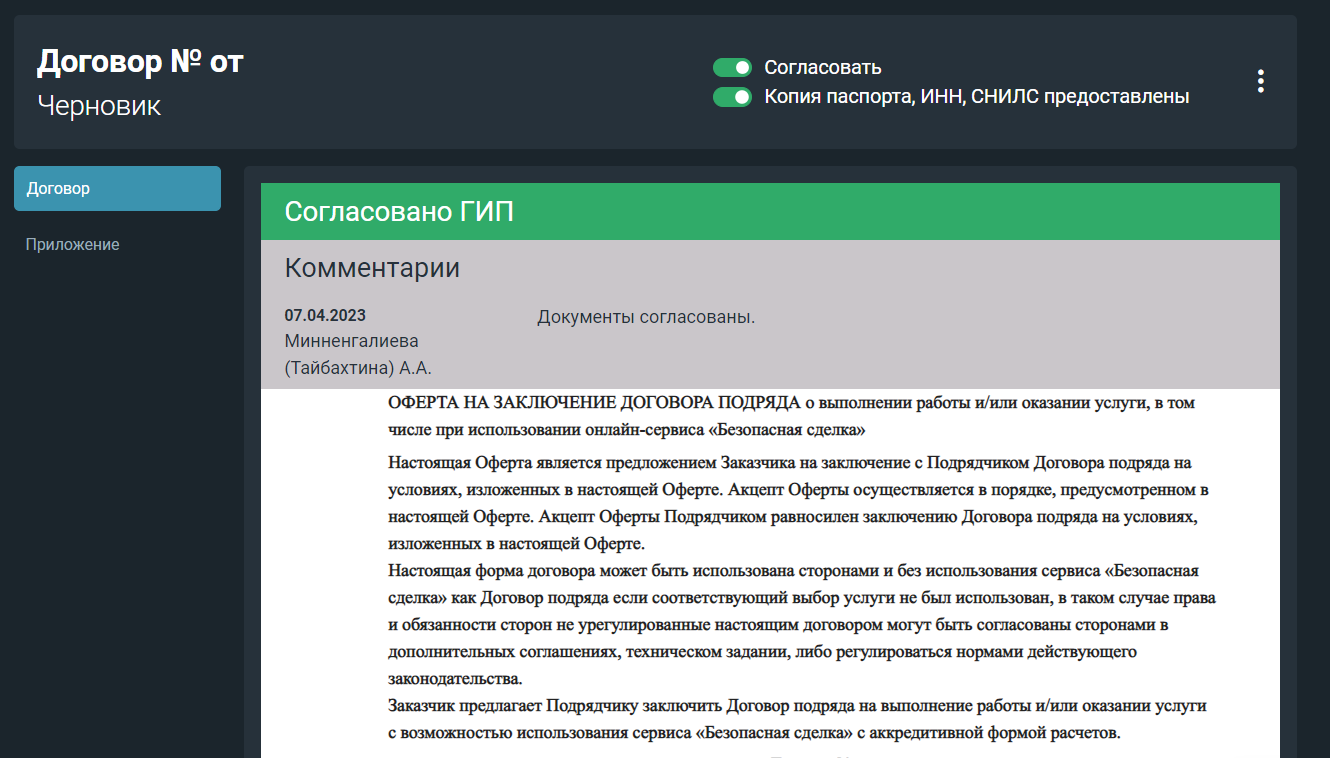 Договор № от
Черновик
Согласовать
Копия паспорта, ИНН, СНИЛС предоставлены
Договор
Приложение
Согласовано ГИП
Комментарии
07.04.2023
Документы согласованы.
Минненгалиева
(Тайбахтина) А.А.
ОФЕРТА НА ЗАКЛЮЧЕНИЕ ДОГОВОРА ПОДРЯДА о выполнении работы и/или оказании услуги, в том
числе при использовании онлайн-сервиса «Безопасная сделка»
Настоящая Оферта является предложением Заказчика на заключение с Подрядчиком Договора подряда на
условиях, изложенных в настоящей Оферте. Акцепт Оферты осуществляется в порядке, предусмотренном в
настоящей Оферте. Акцепт Оферты Подрядчиком равносилен заключению Договора подряда на условиях,
изложенных в настоящей Оферте.
Настоящая форма договора может быть использована сторонами и без использования сервиса «Безопасная
сделка» как Договор подряда если соответствующий выбор услуги не был использован, в таком случае права
и обязанности сторон не урегулированные настоящим договором могут быть согласованы сторонами в
дополнительных соглашениях, техническом задании, либо регулироваться нормами действующего
законодательства.
Заказчик предлагает Подрядчику заключить Договор подряда на выполнение работы и/или оказании услуги
с возможностью использования сервиса «Безопасная сделка» с аккредитивной формой расчетов.